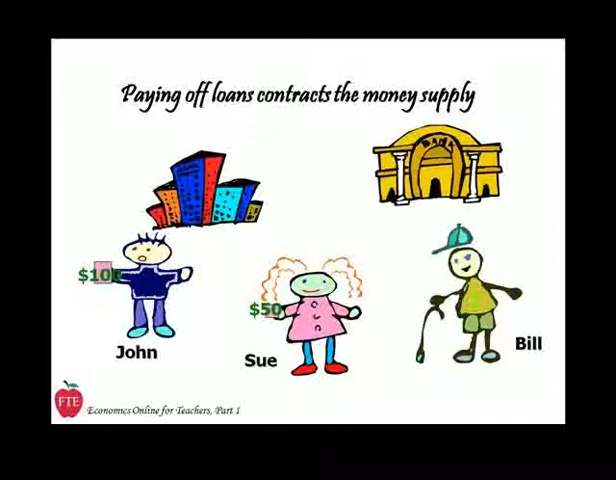 Paying off loans contracts the money supply
BANK
$100
$50
John
Sue
Bill
FTE
Economics Online for Teachers, Part 1